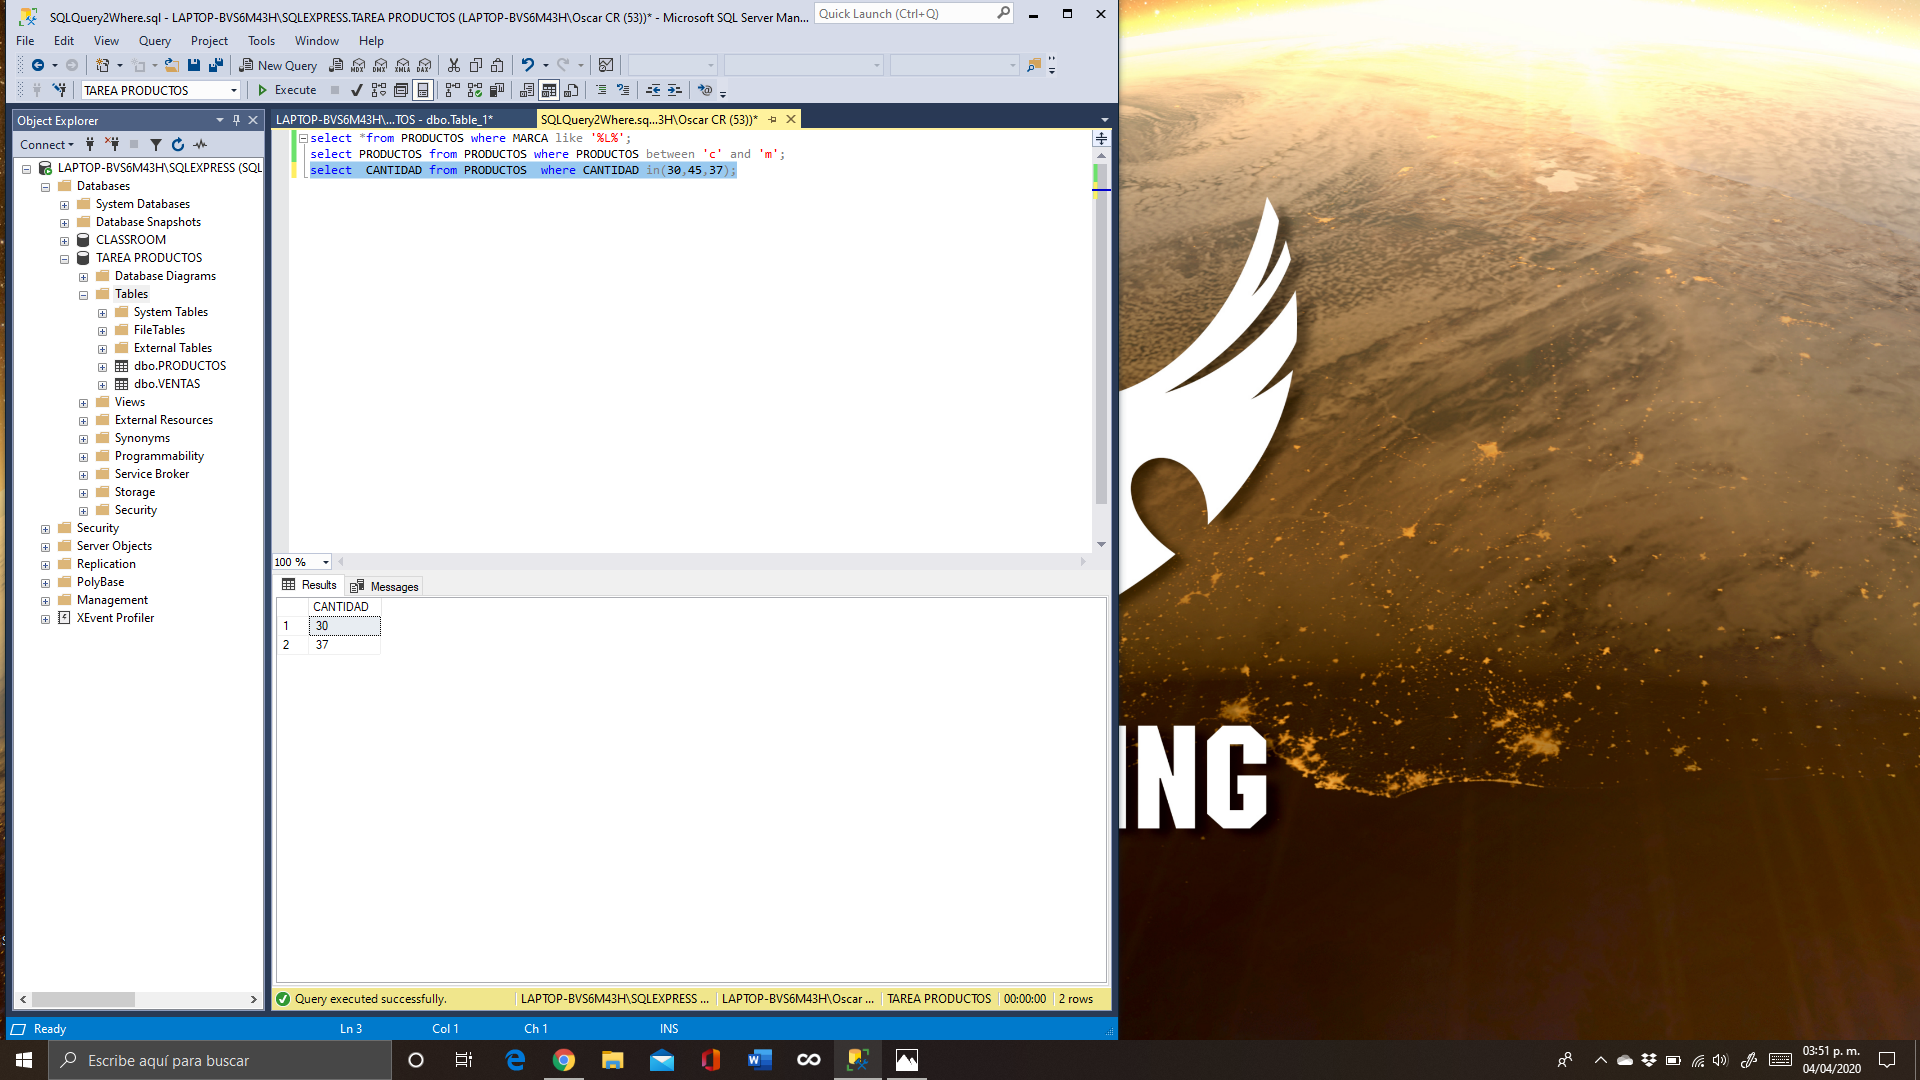 SQLQuery2Where.sql - LAPTOP-BVS6M43H\SQLEXPRESS.TAREA PRODUCTOS (LAPTOP-BVS6M43H\Oscar CR (53))* - Microsoft SQL Server Man...
Quick Launch (Ctrl+Q)
File Edit View Query Project Tools Window Help
New Query MDX DMX XMLA DAX
TAREA PRODUCTOS Execute
Object Explorer
LAPTOP-BVS6M43H\...TOS - dbo.Table_1* SQLQuery2Where.sq...3H\Oscar CR (53))*
Connect
LAPTOP-BVS6M43H\SQLEXPRESS (SQL
Databases
System Databases
Database Snapshots
CLASSROOM
TAREA PRODUCTOS
Database Diagrams
Tables
System Tables
FileTables
External Tables
dbo.PRODUCTOS
dbo.VENTAS
Views
External Resources
Synonyms
Programmability
Service Broker
Storage
Security
Security
Server Objects
Replication
PolyBase
Management
XEvent Profiler
select *from PRODUCTOS where MARCA like '%L%';
select PRODUCTOS from PRODUCTOS where PRODUCTOS between 'c' and 'm';
select  CANTIDAD from PRODUCTOS  where CANTIDAD in(30,45,37);
100 %
Results Messages
CANTIDAD
1 30
2 37
Query executed successfully. LAPTOP-BVS6M43H\SQLEXPRESS ... LAPTOP-BVS6M43H\Oscar ... TAREA PRODUCTOS 00:00:00 2 rows
Ready Ln 3 Col 1 Ch 1 INS
ING
Escribe aquí para buscar
03:51 p. m.
04/04/2020